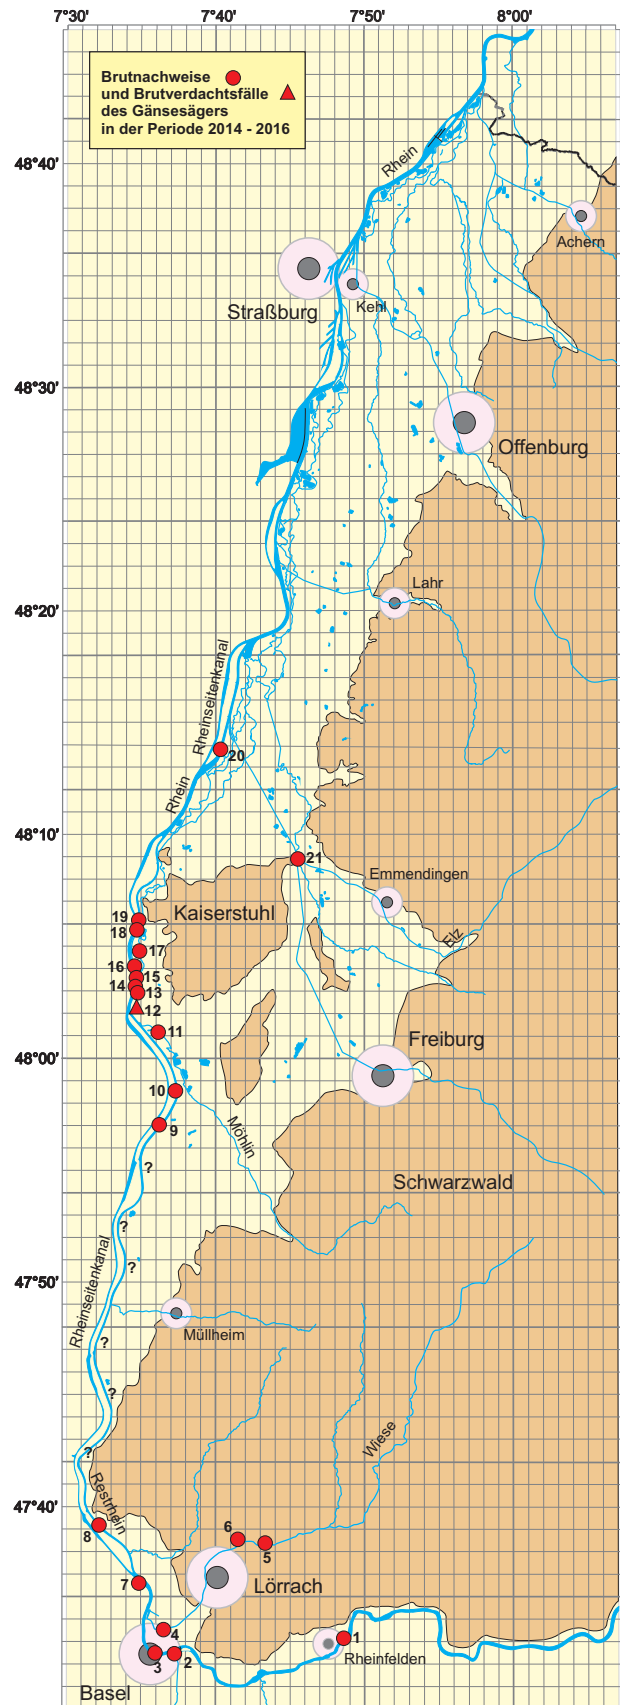 7°30' 7°40' 7°50' 8°00'
Brutnachweise
und Brutverdachtsfälle
des Gänsesägers
in der Periode 2014 - 2016
48°40'
Rhein
Achern
Straßburg
Kehl
48°30'
Offenburg
Lahr
48°20'
Rheinseitenkanal
20
Rhein
48°10'
21
Emmendingen
19
Kaiserstuhl
18
Elz
17
16
15
14
13
12
11
Freiburg
48°00'
10
Möhlin
9
?
Schwarzwald
?
Rheinseitenkanal
?
47°50'
Müllheim
?
?
Wiese
?
Restrhein
47°40'
6
8
5
7
Lörrach
4
1
3
2
Rheinfelden
Basel